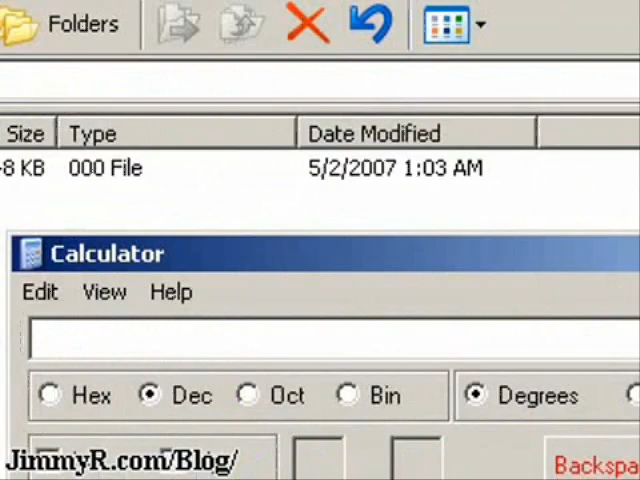 Folders
Size Type Date Modified
8 KB 000 File 5/2/2007 1:03 AM
Calculator
Edit View Help
Hex Dec Oct Bin Degrees
JimmyR.com/Blog/
Backspa